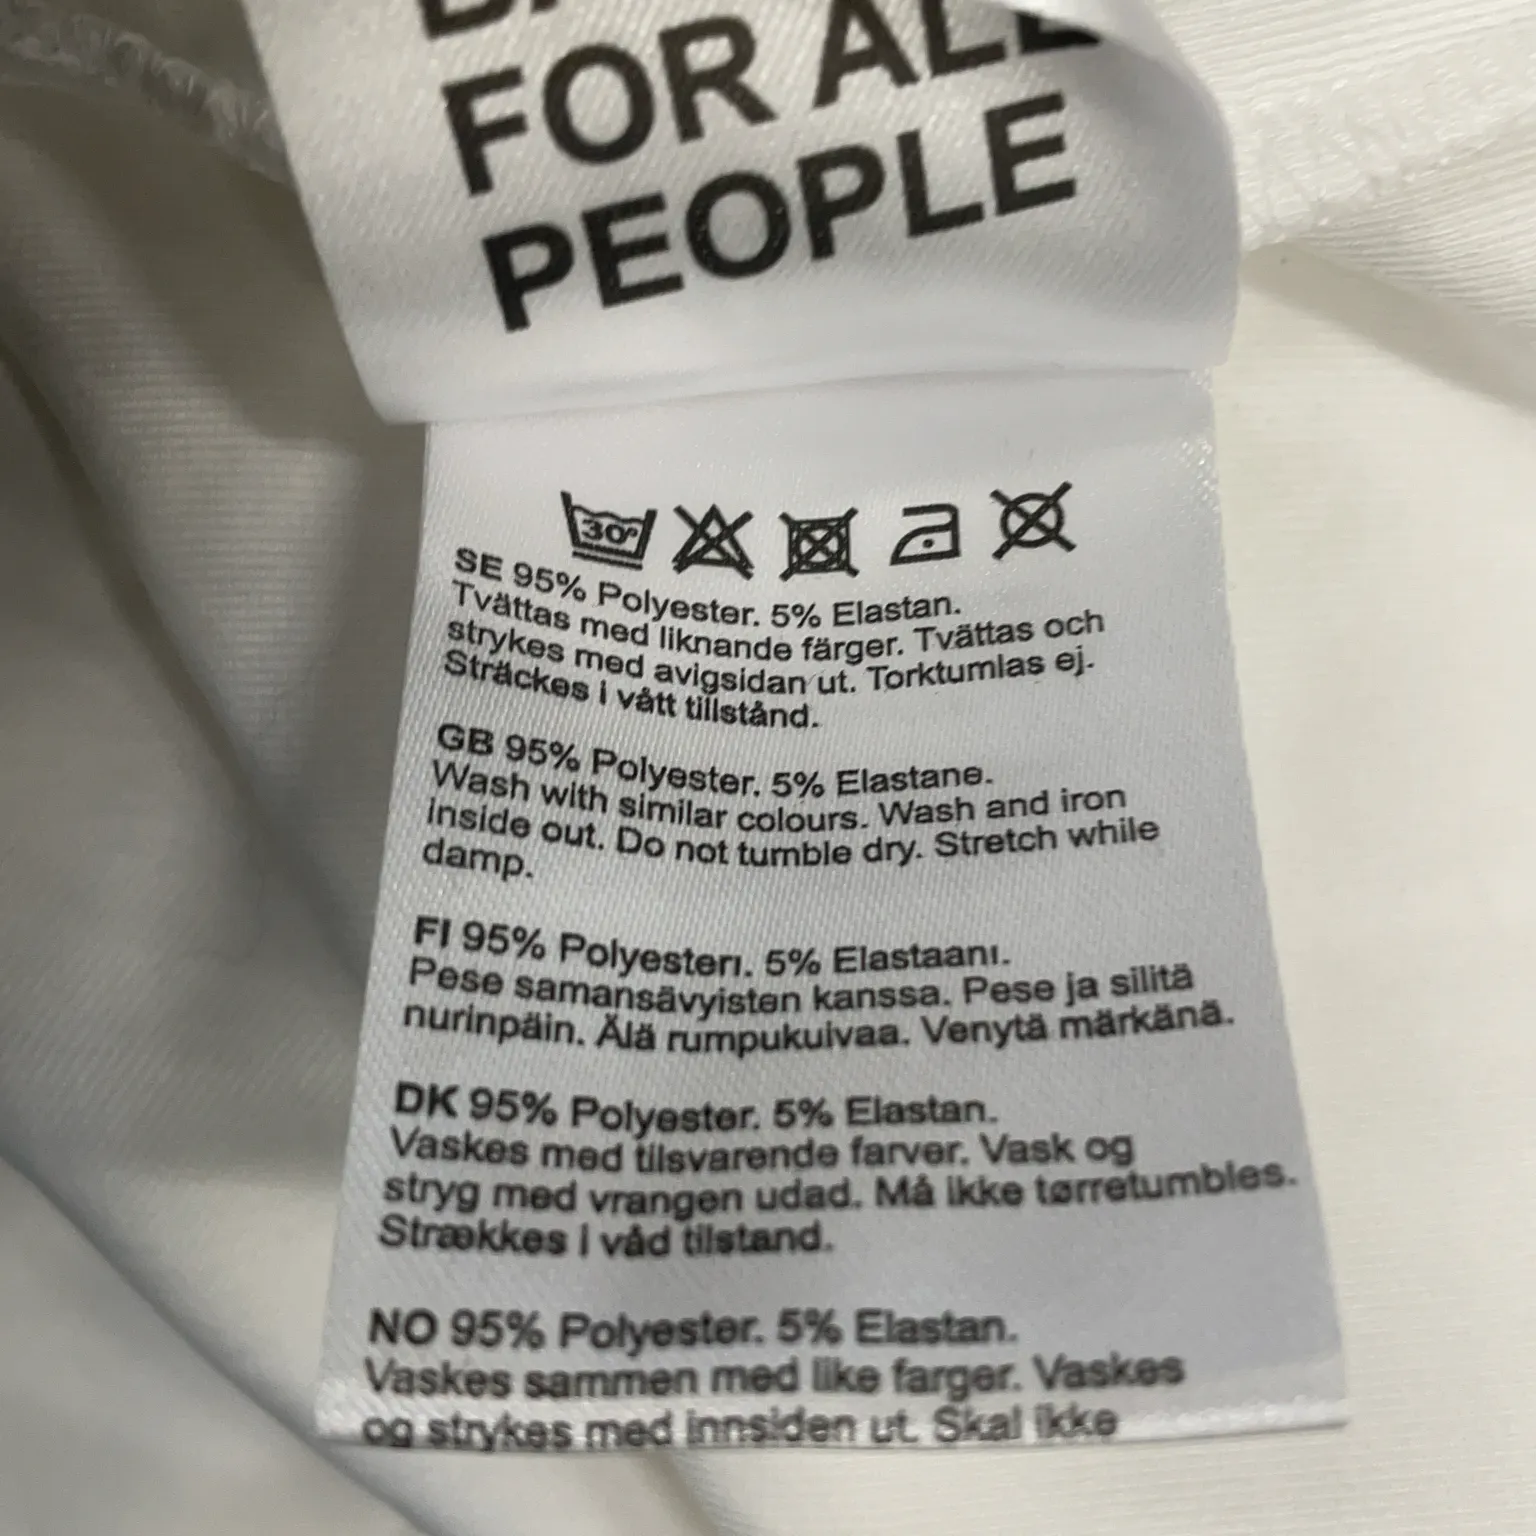 FOR ALL
PEOPLE
30°
SE 95% Polyester. 5% Elastan.
Tvättas med liknande färger. Tvättas och
strykes med avigsidan ut. Torktumlas ej.
Sträckes i vått tillstånd.
GB 95% Polyester. 5% Elastane.
Wash with similar colours. Wash and iron
inside out. Do not tumble dry. Stretch while
damp.
FI 95% Polyesteri. 5% Elastaani.
Pese samansävyisten kanssa. Pese ja silitä
nurinpäin. Älä rumpukuivaa. Venytä märkänä.
DK 95% Polyester. 5% Elastan.
Vaskes med tilsvarende farver. Vask og
stryg med vrangen udad. Må ikke tørretumbles.
Strækkes i våd tilstand.
NO 95% Polyester. 5% Elastan.
Vaskes sammen med like farger. Vaskes
og strykes med innsiden ut. Skal ikke